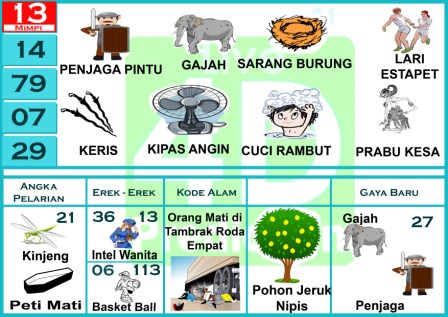 13
MIMPI
14
79
07
29
PENJAGA PINTU
GAJAH
SARANG BURUNG
LARI
ESTAPET
KERIS
KIPAS ANGIN
CUCI RAMBUT
PRABU KESA
ANGKA
PELARIAN
EREK - EREK
KODE ALAM
GAYA BARU
21
Kinjeng
Peti Mati
36 13
Intel Wanita
06 113
Basket Ball
Orang Mati di
Tambrak Roda
Empat
Pohon Jeruk
Nipis
Gajah
27
Penjaga